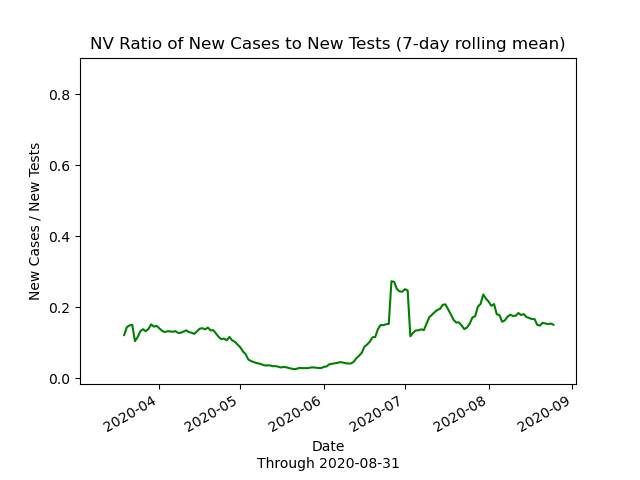 NV Ratio of New Cases to New Tests (7-day rolling mean)
New Cases / New Tests
0.8
0.6
0.4
0.2
0.0
2020-04
2020-05
2020-06
2020-07
2020-08
2020-09
Date
Through 2020-08-31